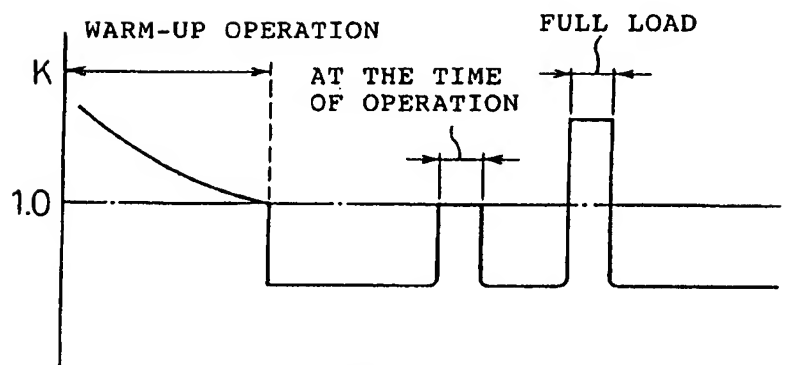 WARM-UP OPERATION
FULL LOAD
K
AT THE TIME
OF OPERATION
1.0